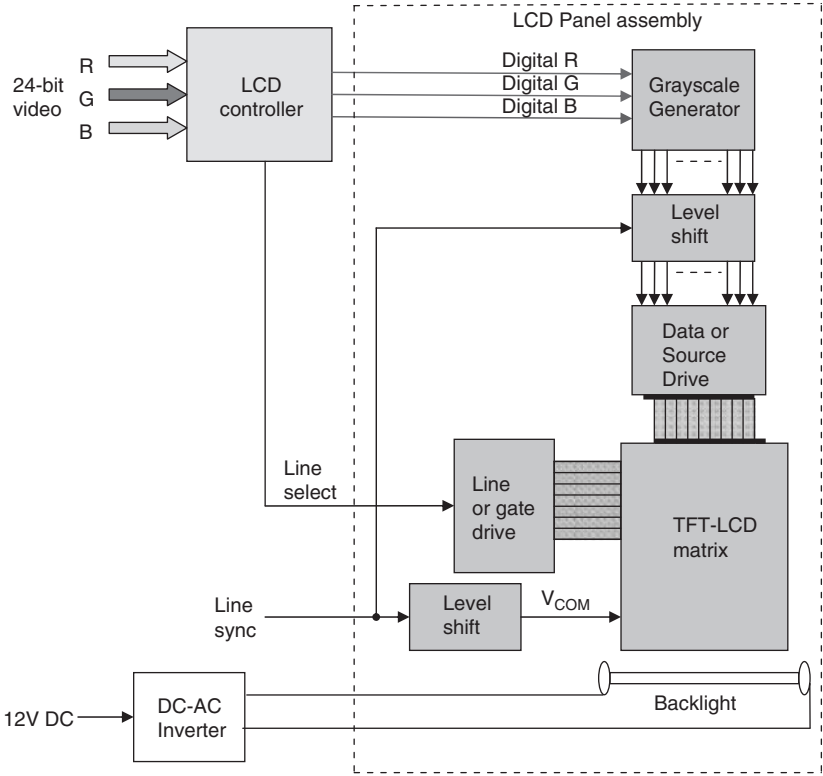 LCD Panel assembly
24-bit
video
R
G
B
LCD
controller
Digital R
Digital G
Digital B
Grayscale
Generator
Level
shift
Data or
Source
Drive
Line
select
Line
or gate
drive
TFT-LCD
matrix
Line
sync
Level
shift
VCOM
12V DC
DC-AC
Inverter
Backlight